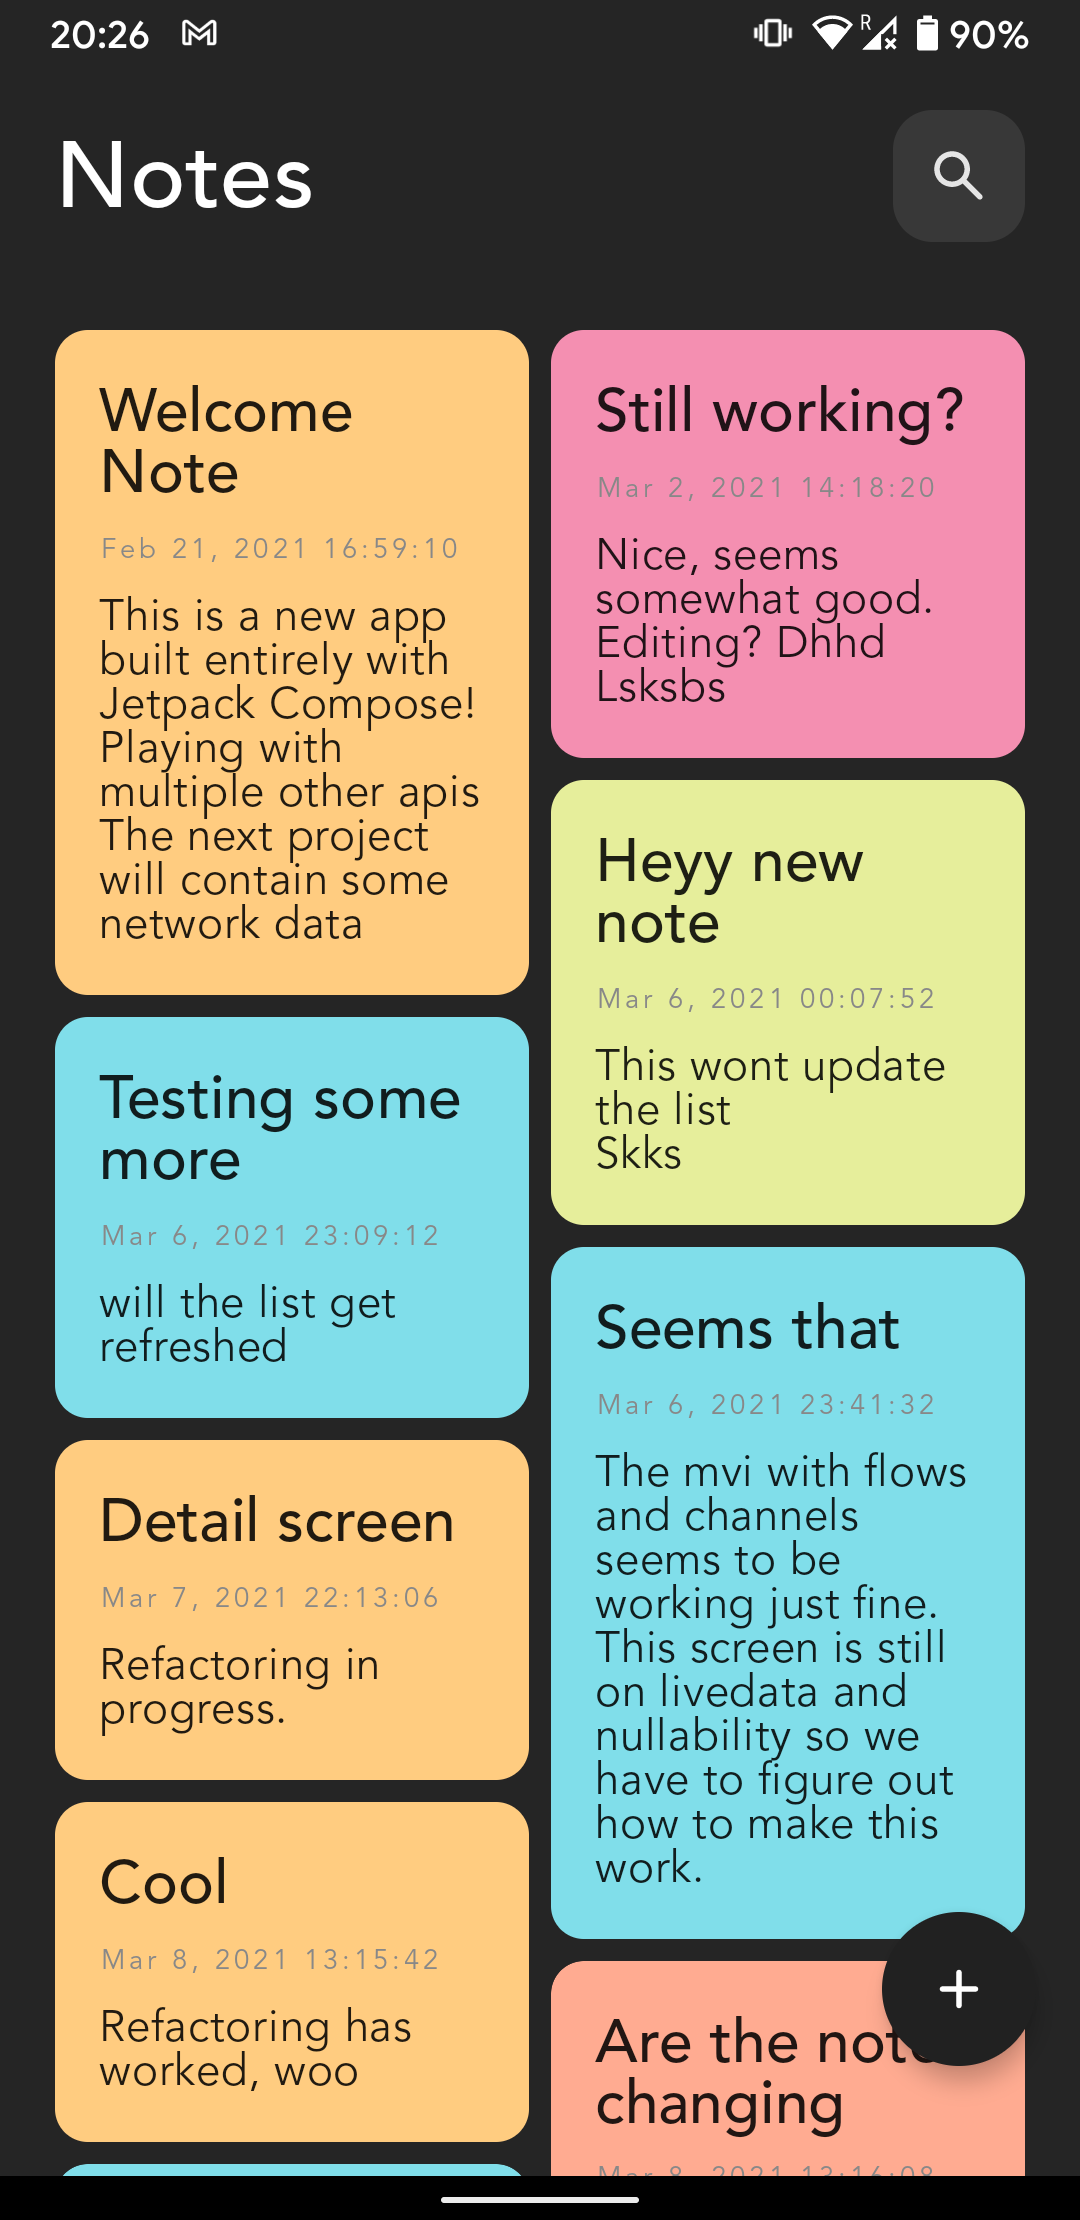 20:26
R
90%
Notes
Welcome
Note
Feb 21, 2021 16:59:10
This is a new app
built entirely with
Jetpack Compose!
Playing with
multiple other apis
The next project
will contain some
network data
Still working?
Mar 2, 2021 14:18:20
Nice, seems
somewhat good.
Editing? Dhhd
Lsksbs
Heyy new
note
Mar 6, 2021 00:07:52
This wont update
the list
Skks
Testing some
more
Mar 6, 2021 23:09:12
will the list get
refreshed
Seems that
Mar 6, 2021 23:41:32
The mvi with flows
and channels
seems to be
working just fine.
This screen is still
on livedata and
nullability so we
have to figure out
how to make this
work.
Detail screen
Mar 7, 2021 22:13:06
Refactoring in
progress.
Cool
Mar 8, 2021 13:15:42
Refactoring has
worked, woo
Are the
changing
Mar 8, 2021 13:16:08